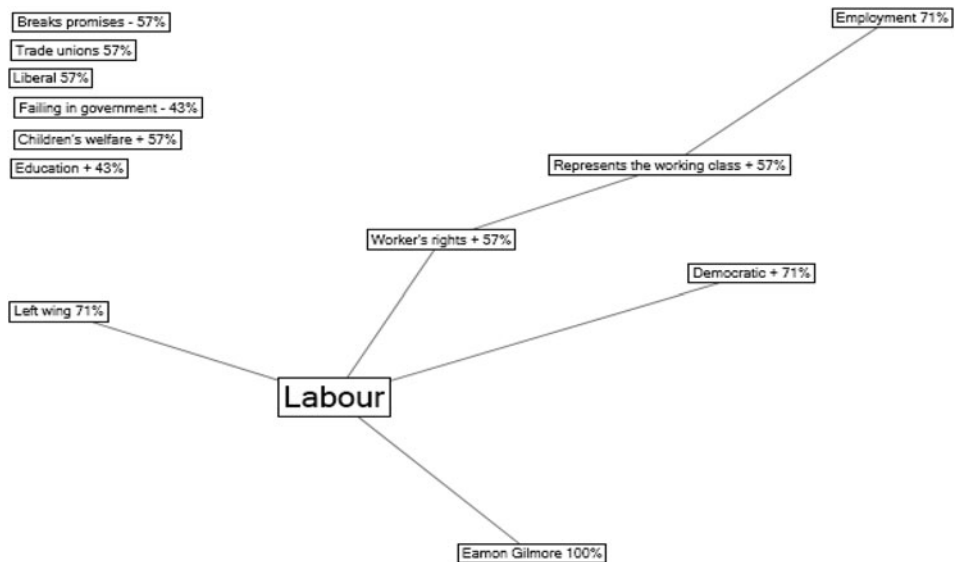 Breaks promises - 57%
Employment 71%
Trade unions 57%
Liberal 57%
Failing in government - 43%
Children's welfare + 57%
Education + 43%
Represents the working class + 57%
Worker's rights + 57%
Democratic + 71%
Left wing 71%
Labour
Eamon Gilmore 100%